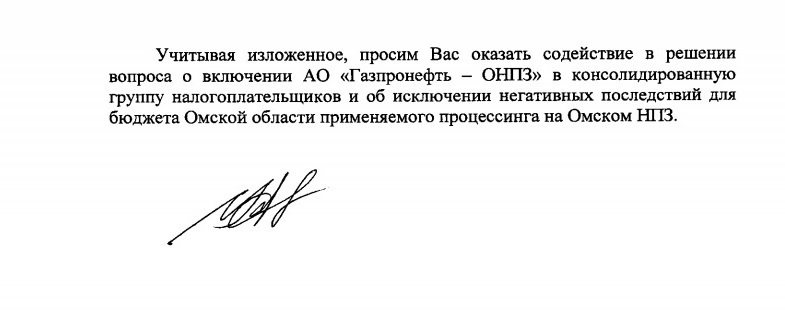 Учитывая изложенное, просим Вас оказать содействие в решении
вопроса о включении АО «Газпронефть – ОНПЗ» в консолидированную
группу налогоплательщиков и об исключении негативных последствий для
бюджета Омской области применяемого процессинга на Омском НПЗ.